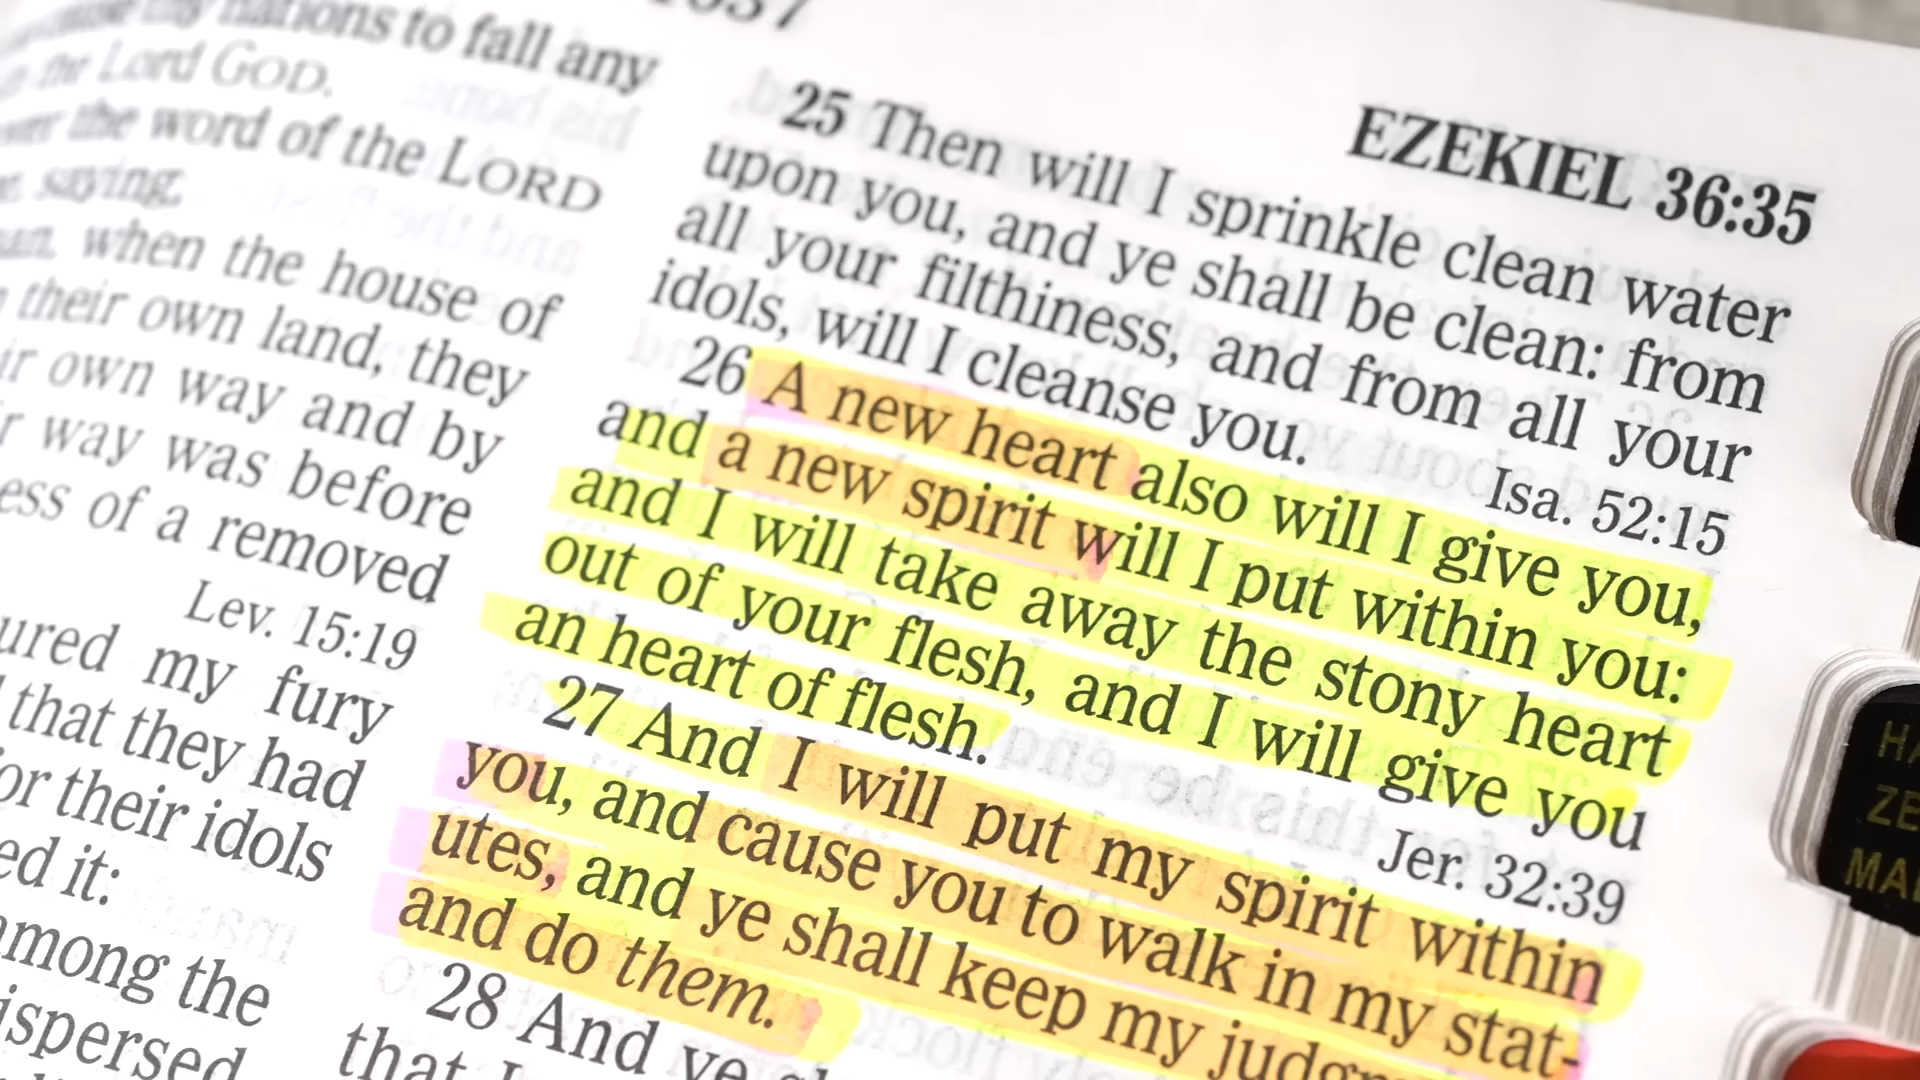 1037
nations to fall any
the Lord GOD.
the word of the LORD
saying,
when the house of
their own land, they
own way and by
way was before
of a removed
Lev. 15:19
my fury
that they had
for their idols
it:
among the
EZEKIEL 36:35
25 Then will I sprinkle clean water
upon you, and ye shall be clean: from
all your filthiness, and from all your
idols, will I cleanse you.
Isa. 52:15
26 A new heart also will I give you,
and a new spirit will I put within you:
and I will take away the stony heart
out of your flesh, and I will give you
an heart of flesh.
Jer. 32:39
27 And I will put my spirit within
you, and cause you to walk in my stat-
utes, and ye shall keep my
and do them.
28 And ye
that
HA
ZE
MA